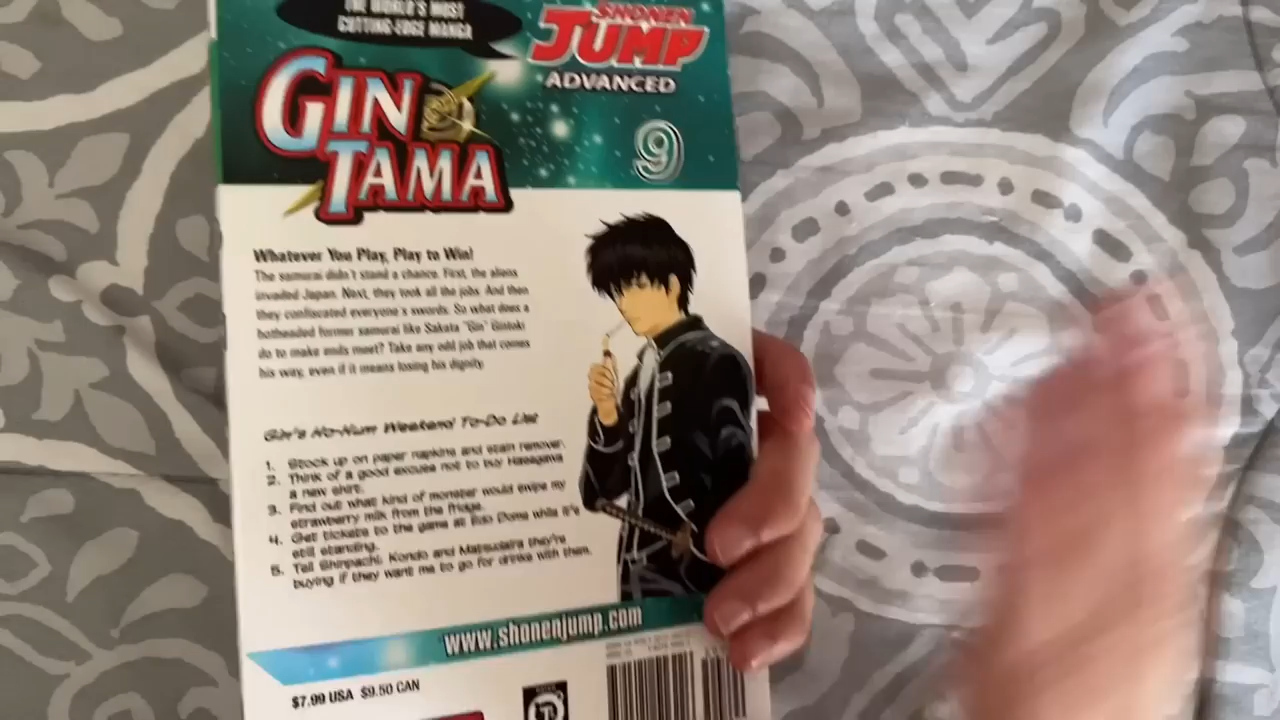 THE WORLD'S MOST
CUTTING-EDGE MANGA
SHONEN
JUMP
ADVANCED
GIN
TAMA
9
Whatever You Play, Play to Win!
The samurai didn't stand a chance. First, the aliens
invaded Japan. Next, they took all the jobs. And then
they confiscated everyone's swords. So what does a
hotheaded former samurai like Sakata "Gin" Gintoki
do to make ends meet? Take any odd job that comes
his way, even if it means losing his dignity.
Gin's Ho-Hum Weekend To-Do List
1. Stock up on paper napkins and stain remover.
2. Think of a good excuse not to buy Hasegawa
a new shirt.
3. Find out what kind of monster would swipe my
strawberry milk from the fridge.
4. Get tickets to the game at Edo Dome while it's
still standing.
5. Tell Shinpachi, Kondo and Matsudaira they're
buying if they want me to go for drinks with them.
www.shonenjump.com
$7.99 USA $9.50 CAN